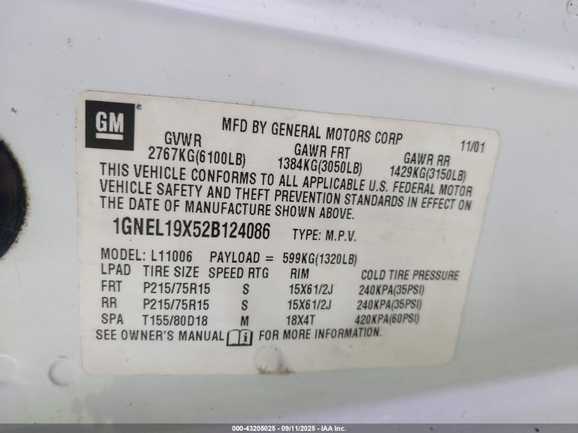 GM ®
MFD BY GENERAL MOTORS CORP 11/01
GVWR GAWR FRT GAWR RR
2767KG(6100LB) 1384KG(3050LB) 1429KG(3150LB)
THIS VEHICLE CONFORMS TO ALL APPLICABLE U.S. FEDERAL MOTOR
VEHICLE SAFETY AND THEFT PREVENTION STANDARDS IN EFFECT ON
THE DATE OF MANUFACTURE SHOWN ABOVE.
1GNEL19X52B124086 TYPE: M.P.V.
MODEL: L11006 PAYLOAD = 599KG(1320LB)
LPAD TIRE SIZE SPEED RTG RIM COLD TIRE PRESSURE
FRT P215/75R15 S 15X61/2J 240KPA(35PSI)
RR P215/75R15 S 15X61/2J 240KPA(35PSI)
SPA T155/80D18 M 18X4T 420KPA(60PSI)
SEE OWNER'S MANUAL i FOR MORE INFORMATION.
000-43205025 - 09/11/2025 - IAA Inc.